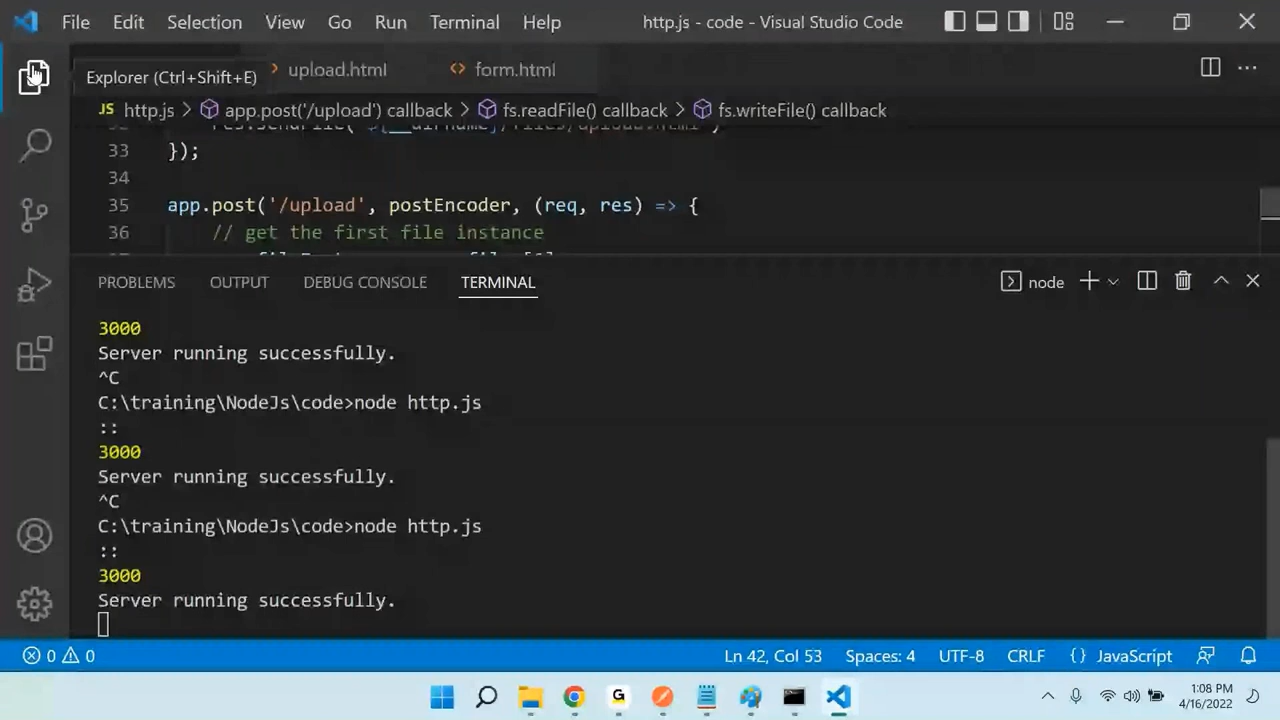 File Edit Selection View Go Run Terminal Help http.js - code - Visual Studio Code
Explorer (Ctrl+Shift+E) upload.html form.html
JS http.js > app.post('/upload') callback > fs.readFile() callback > fs.writeFile() callback
33 });
34
35 app.post('/upload', postEncoder, (req, res) => {
36 // get the first file instance
PROBLEMS OUTPUT DEBUG CONSOLE TERMINAL node
3000
Server running successfully.
^C
C:\training\NodeJs\code>node http.js
::
3000
Server running successfully.
^C
C:\training\NodeJs\code>node http.js
::
3000
Server running successfully.
0 0 Ln 42, Col 53 Spaces: 4 UTF-8 CRLF {} JavaScript
G 1:08 PM
4/16/2022